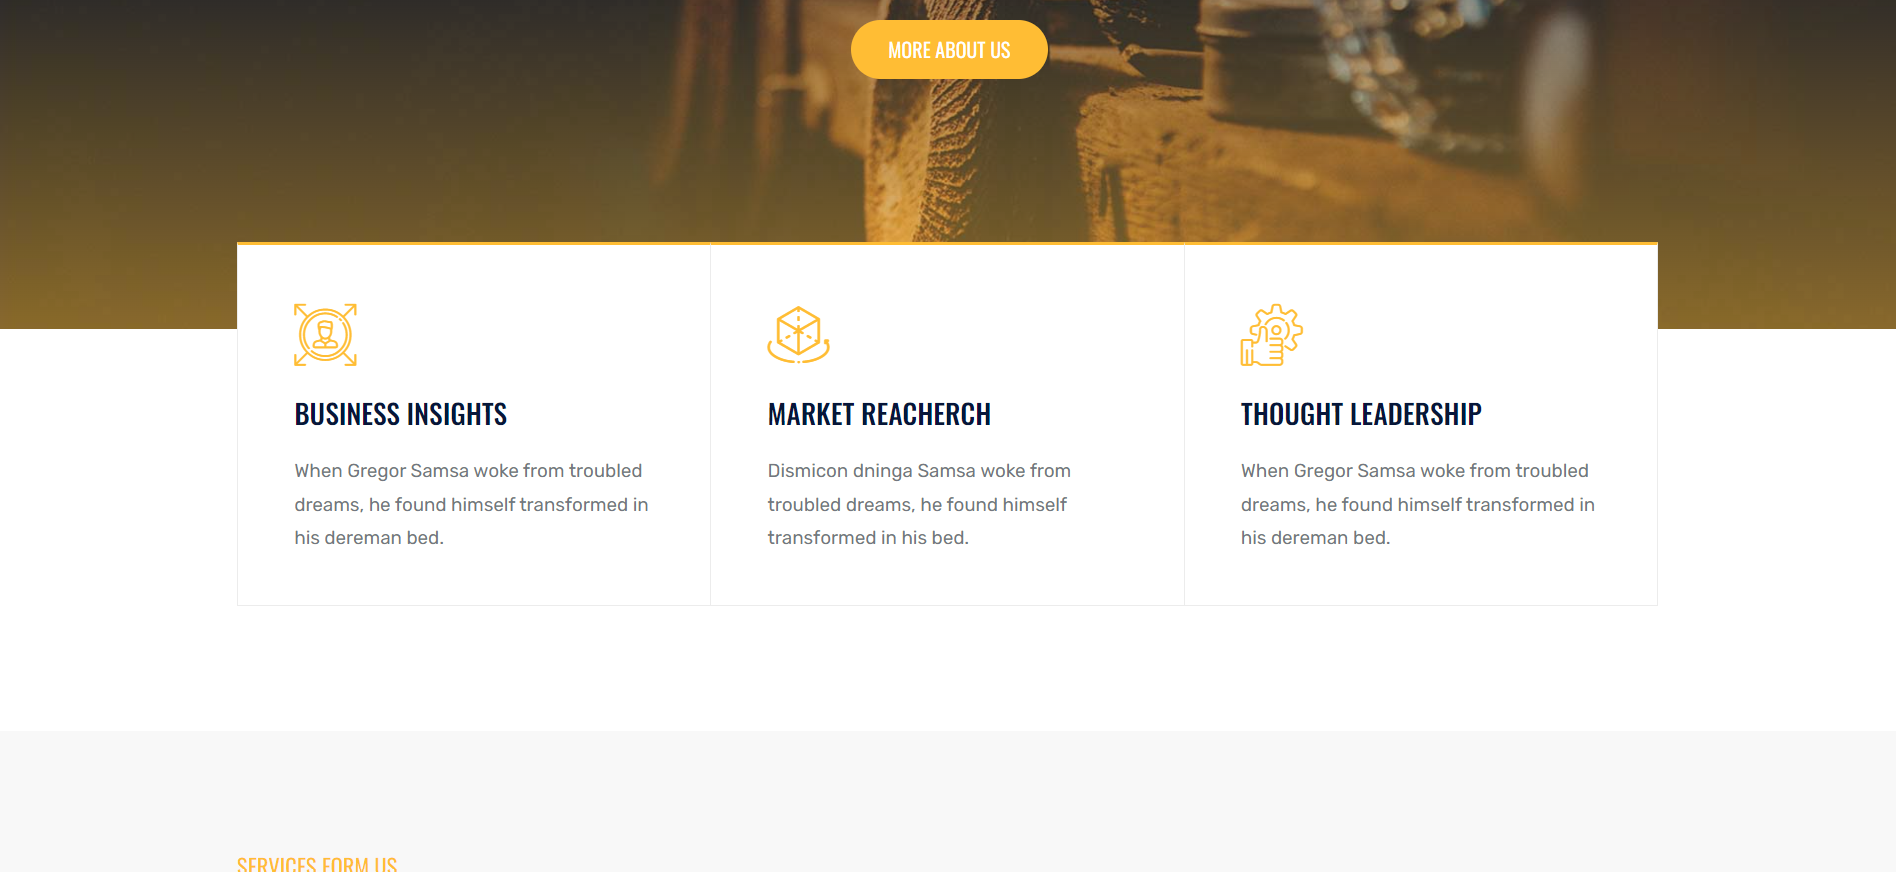 MORE ABOUT US
BUSINESS INSIGHTS
When Gregor Samsa woke from troubled
dreams, he found himself transformed in
his dereman bed.
MARKET REACHERCH
Dismicon dninga Samsa woke from
troubled dreams, he found himself
transformed in his bed.
THOUGHT LEADERSHIP
When Gregor Samsa woke from troubled
dreams, he found himself transformed in
his dereman bed.
SERVICES FORM US